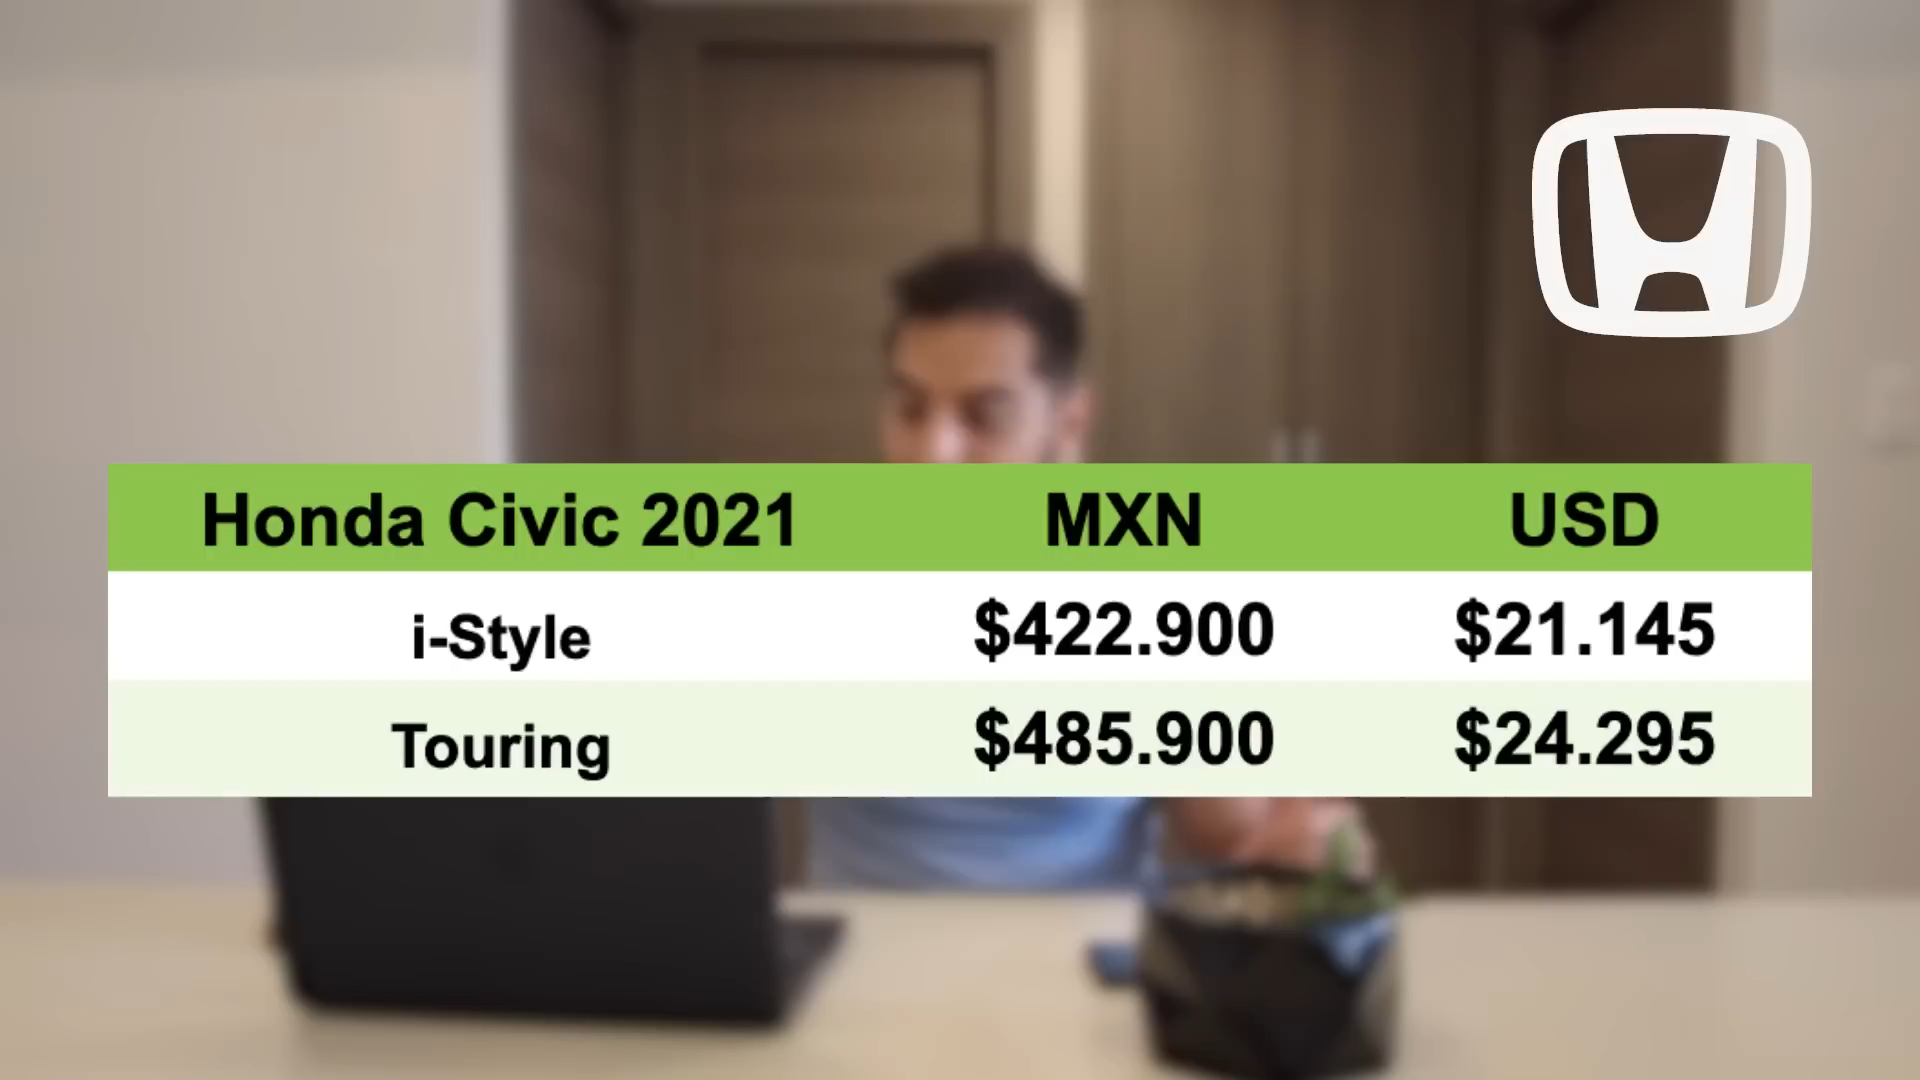 Honda Civic 2021 MXN USD
i-Style $422.900 $21.145
Touring $485.900 $24.295